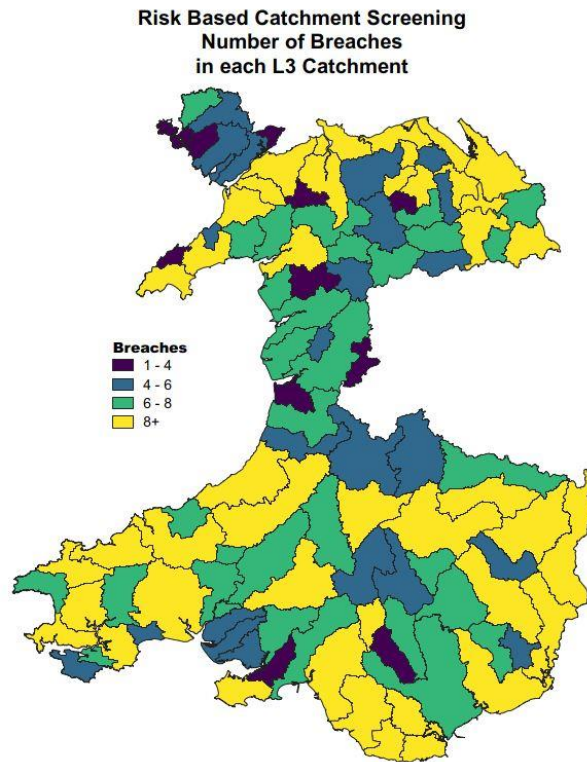 Risk Based Catchment Screening
Number of Breaches
in each L3 Catchment
Breaches
1 - 4
4 - 6
6 - 8
8+